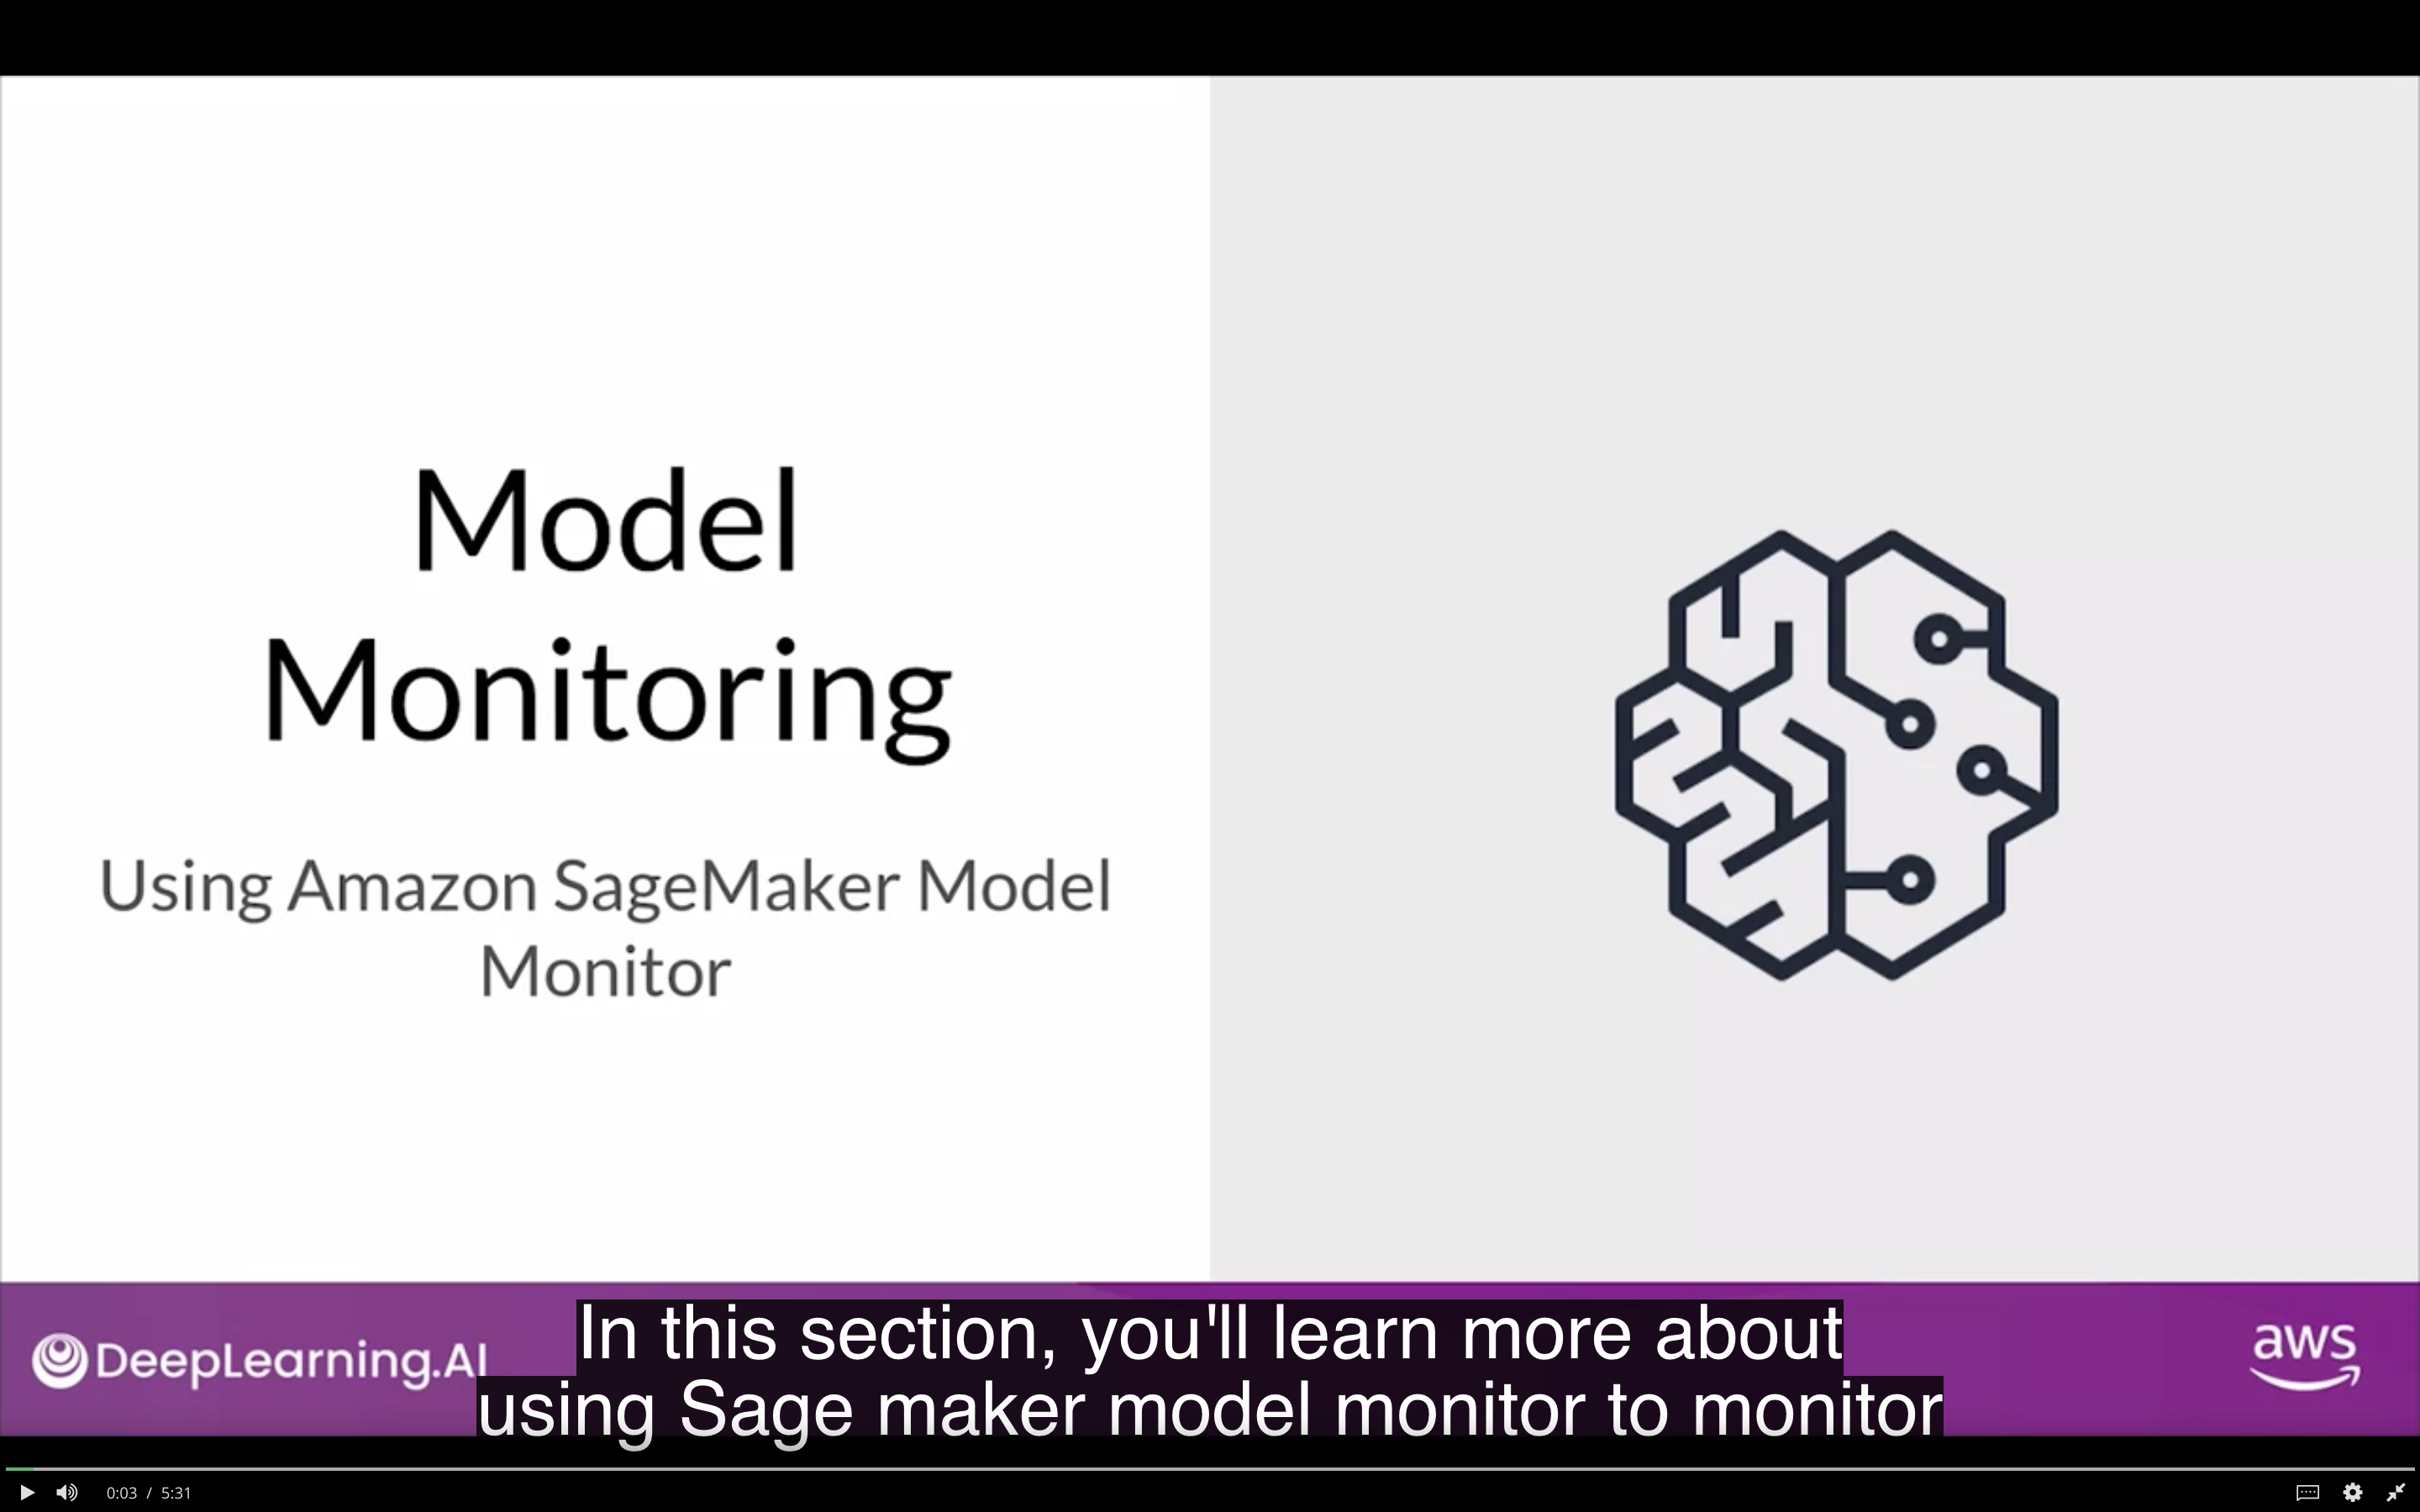 Model
Monitoring
Using Amazon SageMaker Model
Monitor
DeepLearning.AI
In this section, you'll learn more about
using Sage maker model monitor to monitor
aws
0:03 / 5:31